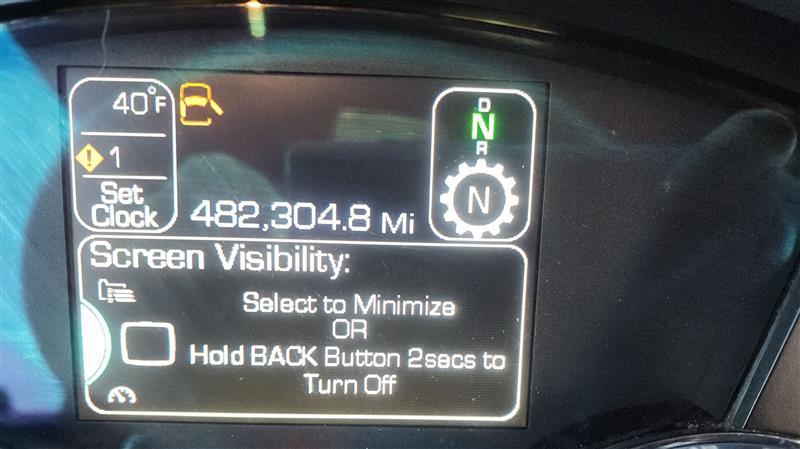 40°F
1
Set
Clock
D
N
R
N
482,304.8 Mi
Screen Visibility:
Select to Minimize
OR
Hold BACK Button 2secs to
Turn Off